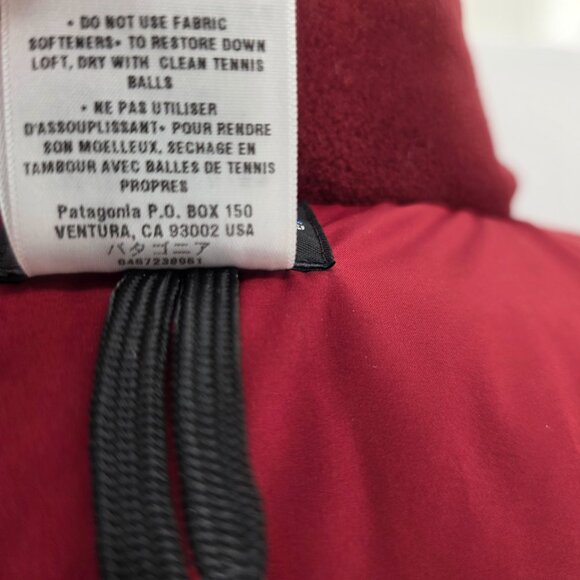 • DO NOT USE FABRIC
SOFTENERS• TO RESTORE DOWN
LOFT, DRY WITH CLEAN TENNIS
BALLS
• NE PAS UTILISER
D'ASSOUPLISSANT• POUR RENDRE
SON MOELLEUX, SECHAGE EN
TAMBOUR AVEC BALLES DE TENNIS
PROPRES
Patagonia P.O. BOX 150
VENTURA, CA 93002 USA
パタゴニア
0467238961